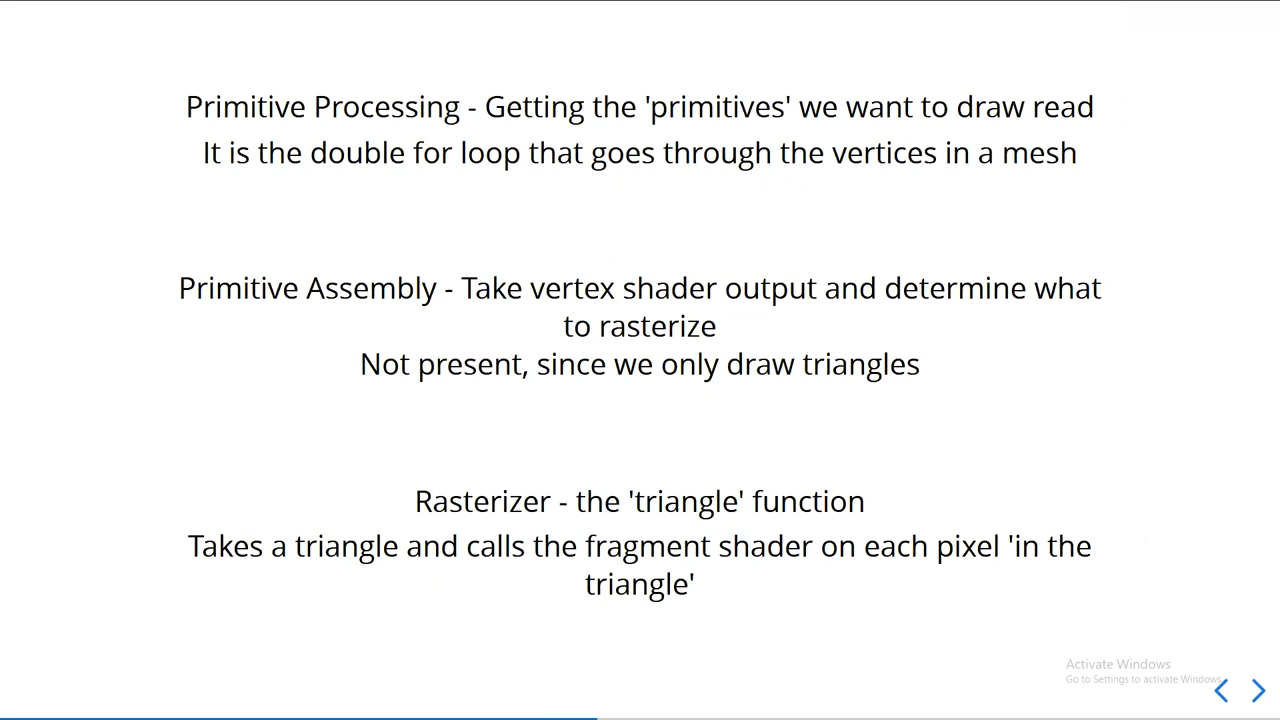 Primitive Processing - Getting the 'primitives' we want to draw read
It is the double for loop that goes through the vertices in a mesh
Primitive Assembly - Take vertex shader output and determine what
to rasterize
Not present, since we only draw triangles
Rasterizer - the 'triangle' function
Takes a triangle and calls the fragment shader on each pixel 'in the
triangle'
Activate Windows
Go to Settings to activate Windows.